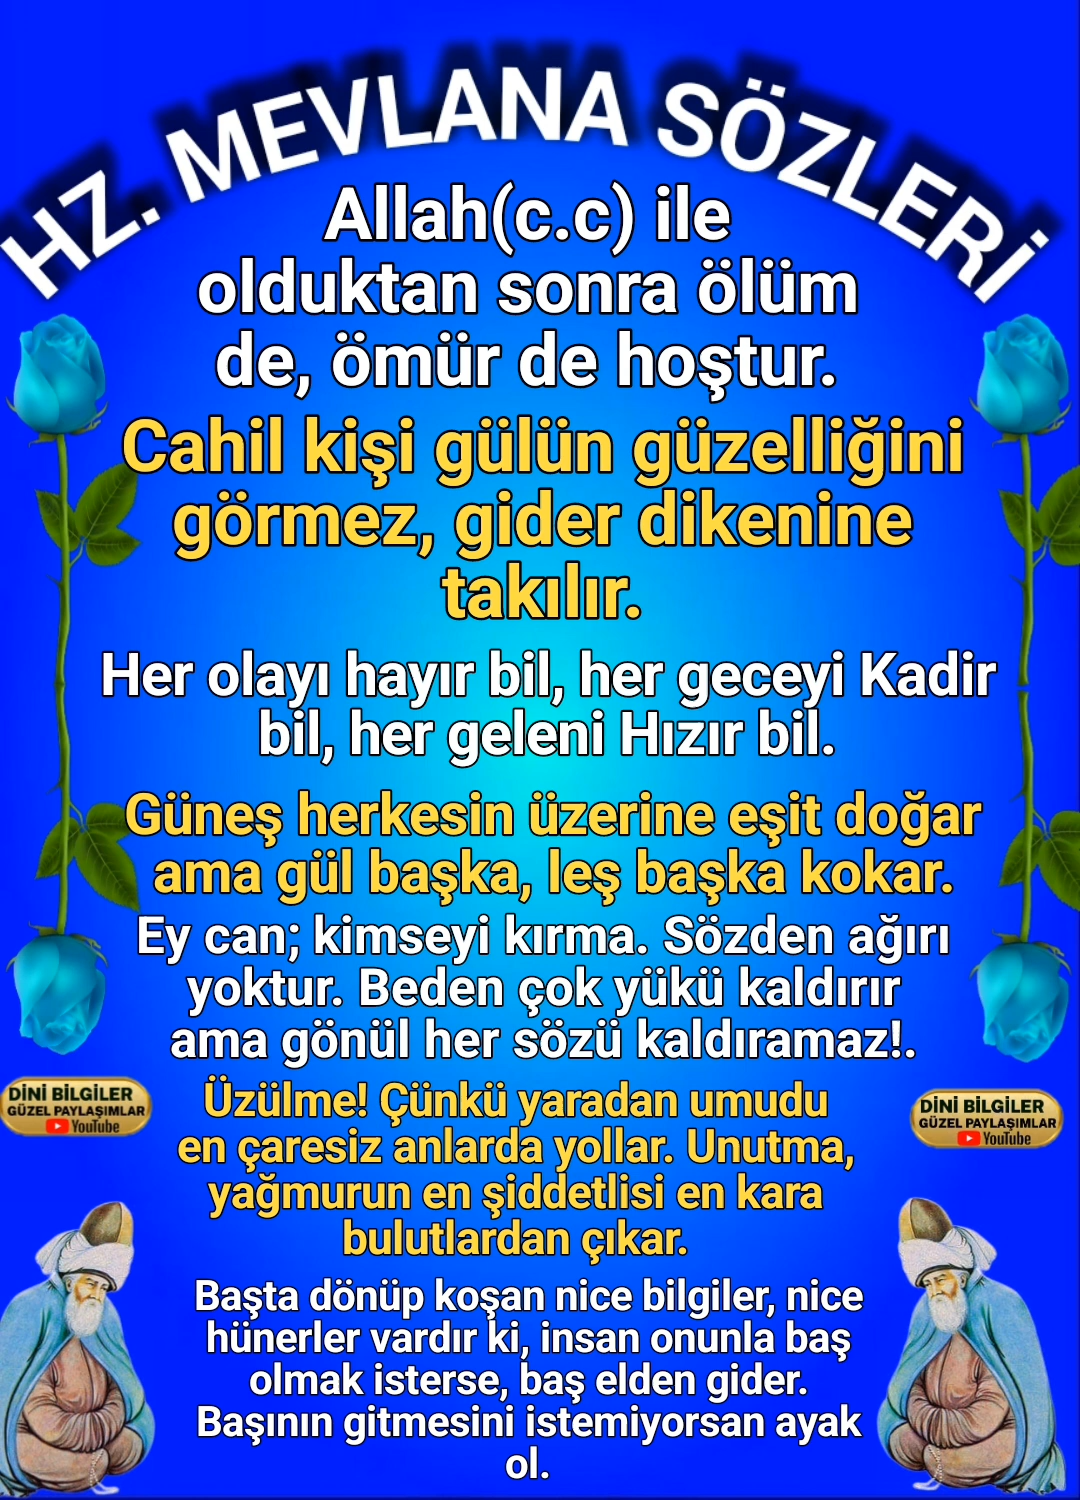 HZ. MEVLANA SÖZLERİ
Allah(c.c) ile
olduktan sonra ölüm
de, ömür de hoştur.
Cahil kişi gülün güzelliğini
görmez, gider dikenine
takılır.
Her olayı hayır bil, her geceyi Kadir
bil, her geleni Hızır bil.
Güneş herkesin üzerine eşit doğar
ama gül başka, leş başka kokar.
Ey can; kimseyi kırma. Sözden ağırı
yoktur. Beden çok yükü kaldırır
ama gönül her sözü kaldıramaz!.
DİNİ BİLGİLER
GÜZEL PAYLAŞIMLAR
YouTube
DİNİ BİLGİLER
GÜZEL PAYLAŞIMLAR
YouTube
Üzülme! Çünkü yaradan umudu
en çaresiz anlarda yollar. Unutma,
yağmurun en şiddetlisi en kara
bulutlardan çıkar.
Başta dönüp koşan nice bilgiler, nice
hünerler vardır ki, insan onunla baş
olmak isterse, baş elden gider.
Başının gitmesini istemiyorsan ayak
ol.